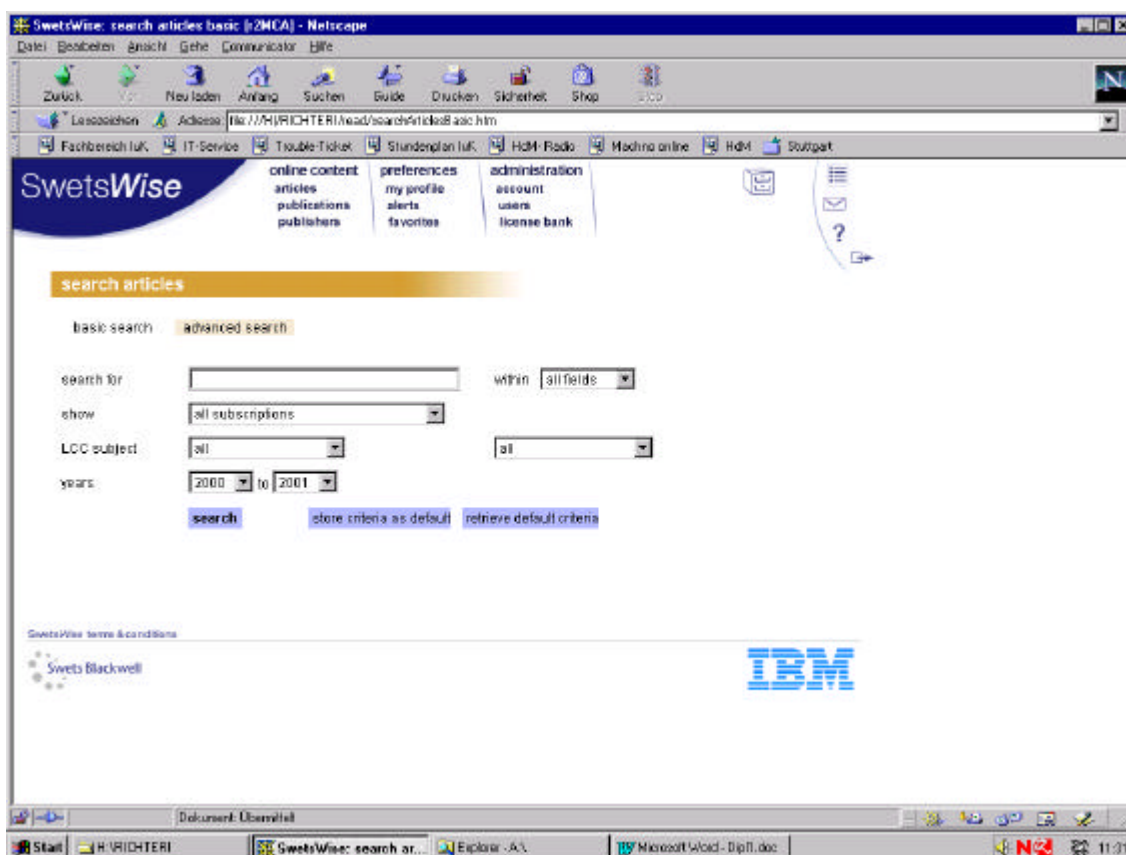 SwetsWise: search articles basic [r2MCA] - Netscape
Datei Bearbeiten Ansicht Gehe Communicator Hilfe
Zurück Vor Neu laden Anfang Suchen Guide Drucken Sicherheit Shop Stop
Lesezeichen Adresse file:///H|/RICHTERI/read/searchArticlesBasic.htm
Fachbereich IuK IT-Service Trouble-Ticket Stundenplan IuK HdM-Radio Machno online HdM Stuttgart
SwetsWise
online content preferences administration
articles my profile account
publications alerts users
publishers favorites license bank
?
search articles
basic search advanced search
search for within all fields
show all subscriptions
LCC subject all all
years 2000 to 2001
search store criteria as default retrieve default criteria
SwetsWise terms & conditions
Swets Blackwell
IBM
Dokument: Übermittelt
Start H:\RICHTERI SwetsWise: search ar... Explorer - A:\ Microsoft Word - Dipl1.doc 11:31